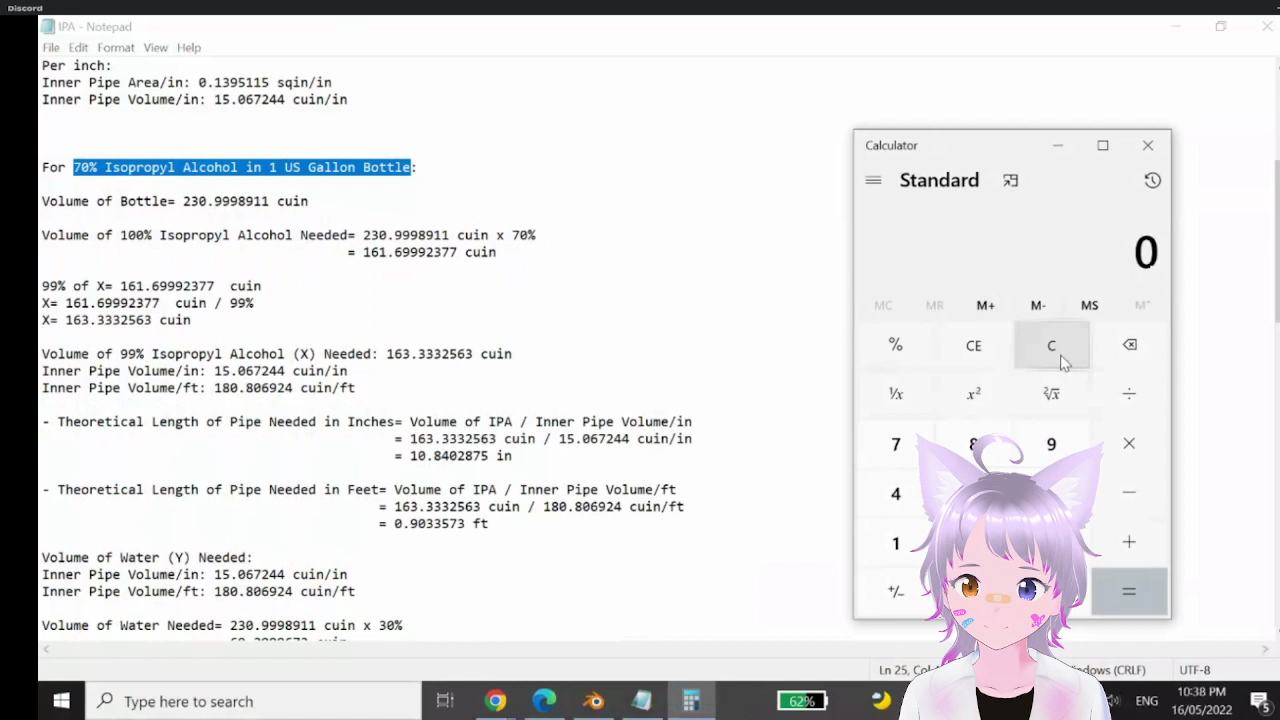 Discord
IPA - Notepad
File Edit Format View Help
Per inch:
Inner Pipe Area/in: 0.1395115 sqin/in
Inner Pipe Volume/in: 15.067244 cuin/in
For 70% Isopropyl Alcohol in 1 US Gallon Bottle:
Volume of Bottle= 230.9998911 cuin
Volume of 100% Isopropyl Alcohol Needed= 230.9998911 cuin x 70%
= 161.69992377 cuin
99% of X= 161.69992377 cuin
X= 161.69992377 cuin / 99%
X= 163.3332563 cuin
Volume of 99% Isopropyl Alcohol (X) Needed: 163.3332563 cuin
Inner Pipe Volume/in: 15.067244 cuin/in
Inner Pipe Volume/ft: 180.806924 cuin/ft
- Theoretical Length of Pipe Needed in Inches= Volume of IPA / Inner Pipe Volume/in
= 163.3332563 cuin / 15.067244 cuin/in
= 10.8402875 in
- Theoretical Length of Pipe Needed in Feet= Volume of IPA / Inner Pipe Volume/ft
= 163.3332563 cuin / 180.806924 cuin/ft
= 0.9033573 ft
Volume of Water (Y) Needed:
Inner Pipe Volume/in: 15.067244 cuin/in
Inner Pipe Volume/ft: 180.806924 cuin/ft
Volume of Water Needed= 230.9998911 cuin x 30%
Calculator
Standard
0
MC MR M+ M- MS M˅
% CE C
¹/x x² ²√x ÷
7 8 9 ×
4 −
1 +
+/− =
Ln 25, Col (CRLF) UTF-8
Type here to search
62%
ENG
10:38 PM
16/05/2022
5